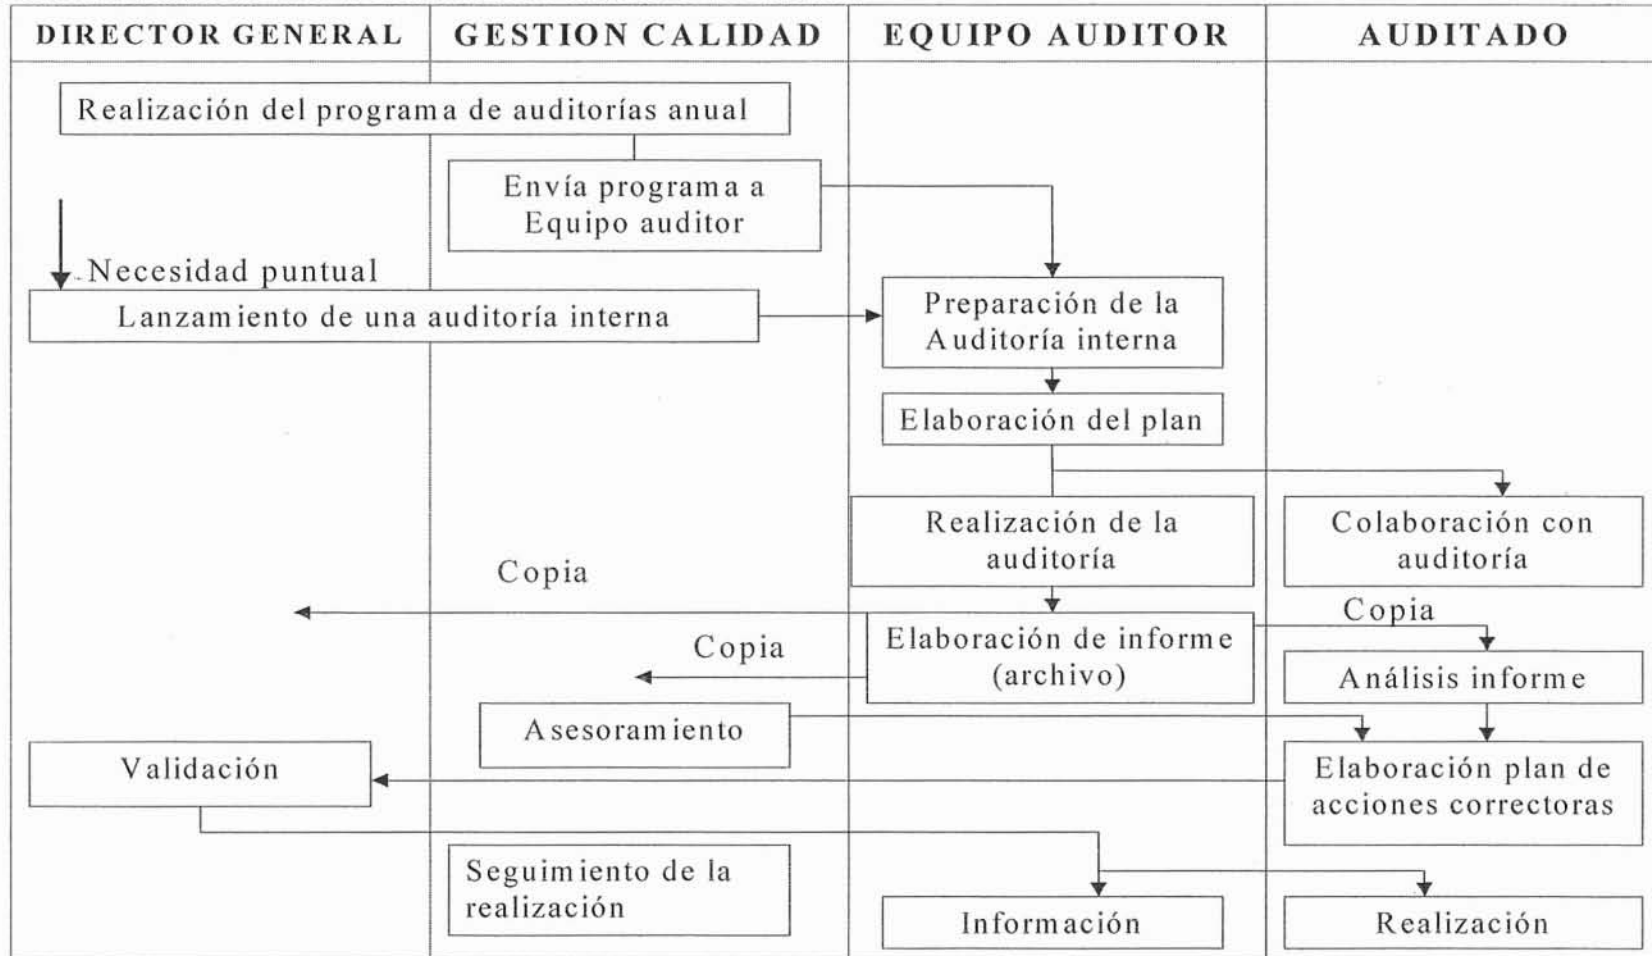 DIRECTOR GENERAL
GESTION CALIDAD
EQUIPO AUDITOR
AUDITADO
Realización del programa de auditorías anual
Envía programa a
Equipo auditor
Necesidad puntual
Lanzamiento de una auditoría interna
Preparación de la
Auditoría interna
Elaboración del plan
Realización de la
auditoría
Colaboración con
auditoría
Copia
Copia
Copia
Elaboración de informe
(archivo)
Análisis informe
Asesoramiento
Validación
Elaboración plan de
acciones correctoras
Seguimiento de la
realización
Información
Realización